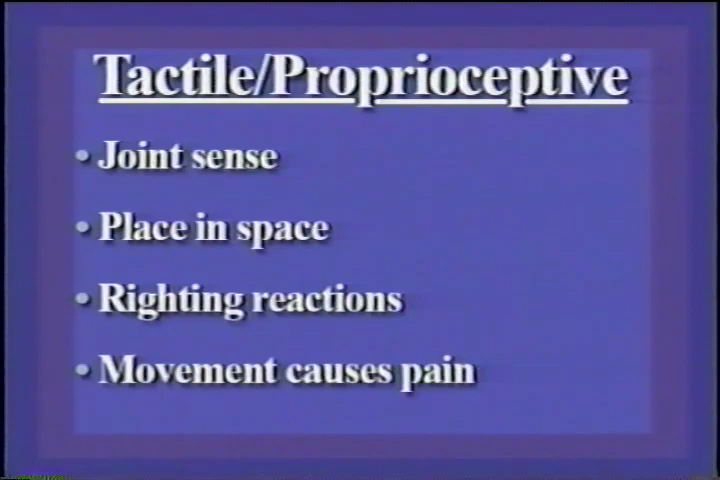 Tactile/Proprioceptive
• Joint sense
• Place in space
• Righting reactions
• Movement causes pain